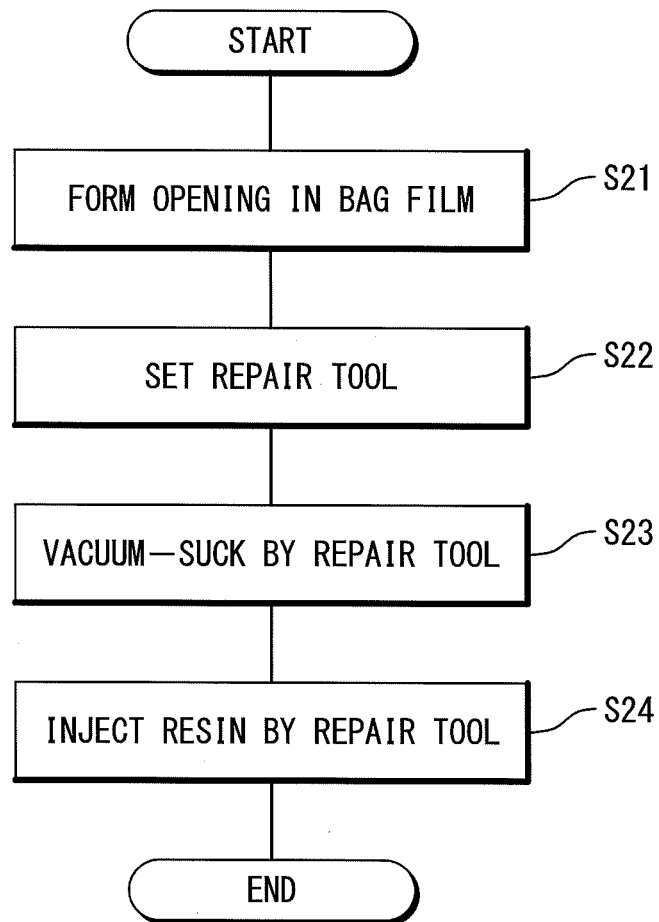 START
FORM OPENING IN BAG FILM
S21
SET REPAIR TOOL
S22
VACUUM—SUCK BY REPAIR TOOL
S23
INJECT RESIN BY REPAIR TOOL
S24
END